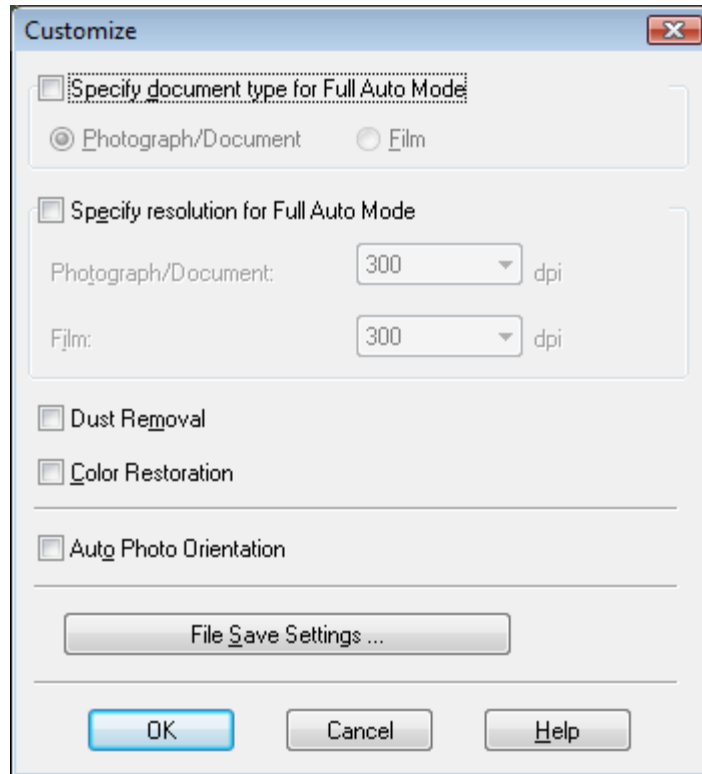 Customize
Specify document type for Full Auto Mode
Photograph/Document Film
Specify resolution for Full Auto Mode
Photograph/Document: 300 dpi
Film: 300 dpi
Dust Removal
Color Restoration
Auto Photo Orientation
File Save Settings ...
OK Cancel Help